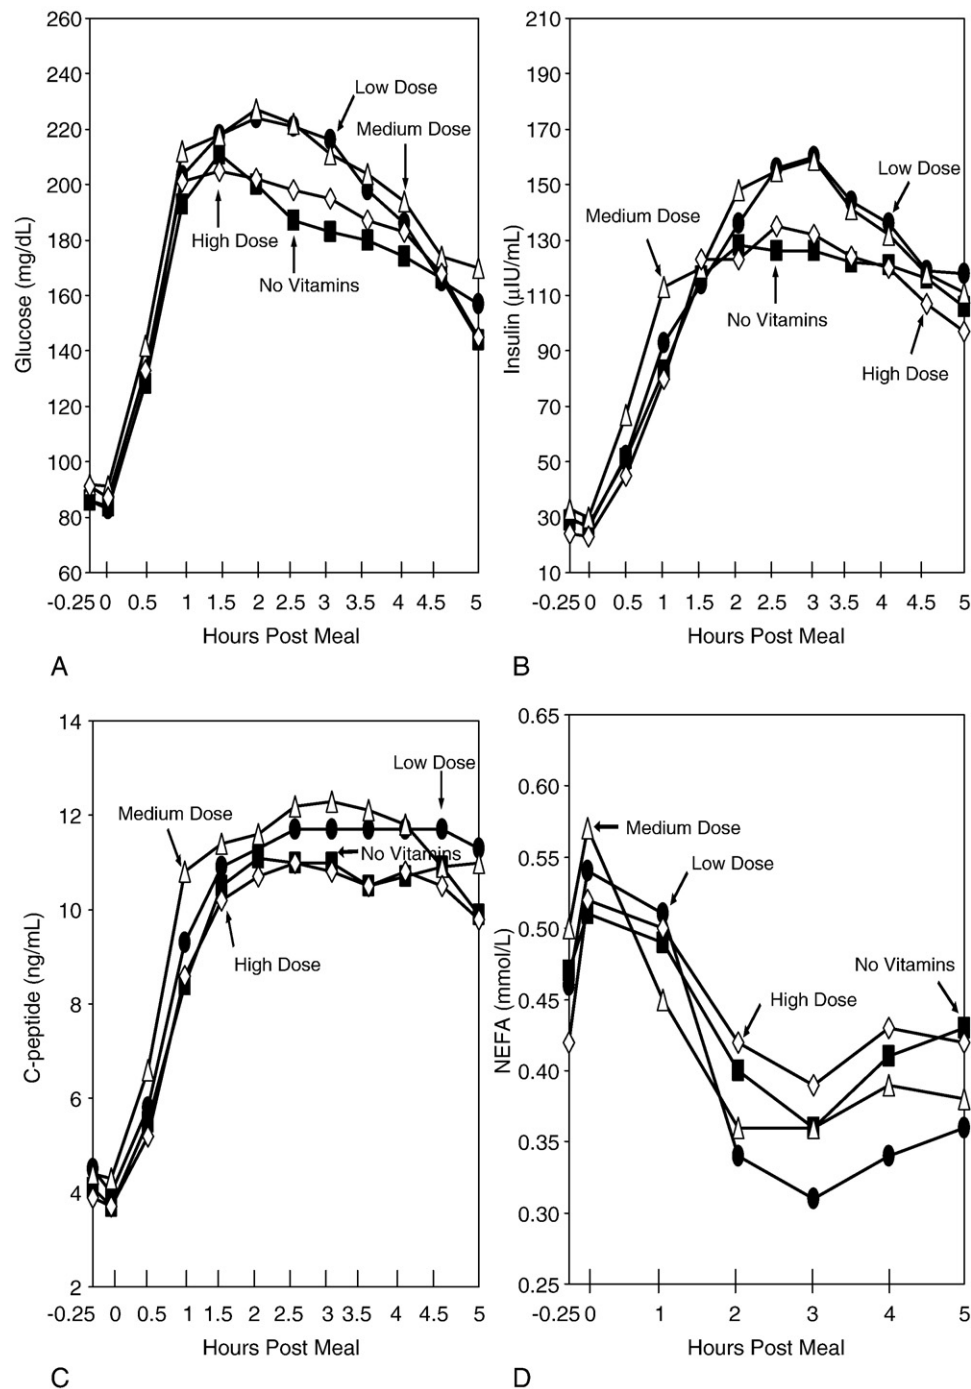 260
240
220
200
180
160
140
120
100
80
60
Glucose (mg/dL)
Low Dose
Medium Dose
High Dose
No Vitamins
-0.25 0 0.5 1 1.5 2 2.5 3 3.5 4 4.5 5
Hours Post Meal
A
210
190
170
150
130
110
90
70
50
30
10
Insulin (µIU/mL)
Low Dose
Medium Dose
No Vitamins
High Dose
-0.25 0 0.5 1 1.5 2 2.5 3 3.5 4 4.5 5
Hours Post Meal
B
14
12
10
8
6
4
2
C-peptide (ng/mL)
Low Dose
Medium Dose
No Vitamins
High Dose
-0.25 0 0.5 1 1.5 2 2.5 3 3.5 4 4.5 5
Hours Post Meal
C
0.65
0.60
0.55
0.50
0.45
0.40
0.35
0.30
0.25
NEFA (mmol/L)
Medium Dose
Low Dose
No Vitamins
High Dose
-0.25 0 1 2 3 4 5
Hours Post Meal
D